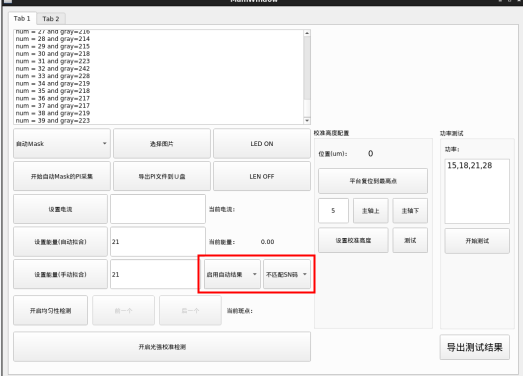 MainWindow
Tab 1 Tab 2
num = 27 and gray=216
num = 28 and gray=214
num = 29 and gray=215
num = 30 and gray=218
num = 31 and gray=223
num = 32 and gray=242
num = 33 and gray=228
num = 34 and gray=219
num = 35 and gray=218
num = 36 and gray=217
num = 37 and gray=217
num = 38 and gray=219
num = 39 and gray=223
自动Mask 选择图片 LED ON
开始自动Mask的PI采集 导出PI文件到U盘 LEN OFF
设置电流 当前电流:
设置能量(自动拟合) 21 当前能量: 0.00
设置能量(手动拟合) 21 启用自动结果 不匹配SN码
开启均匀性检测 前一个 后一个 当前斑点:
开启光强校准检测
校准高度配置
位置(um): 0
平台复位到最高点
5 主轴上 主轴下
设置校准高度 测试
功率测试
功率:
15,18,21,28
开始测试
导出测试结果